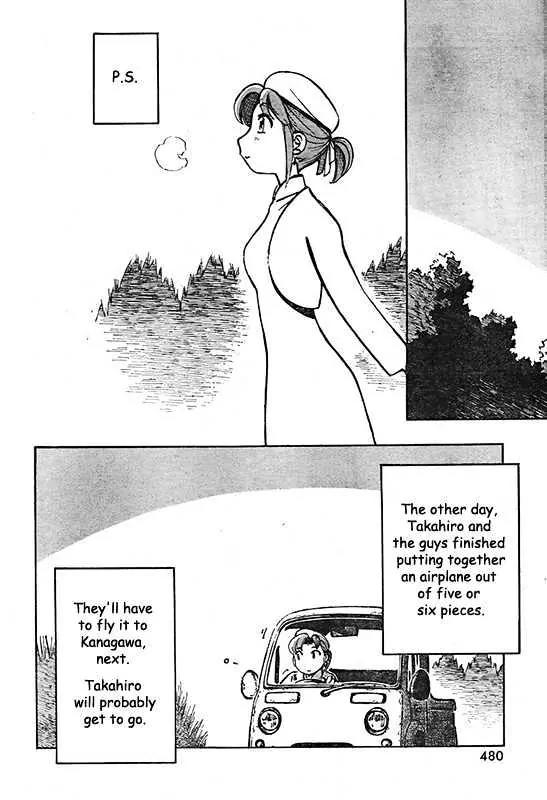 P.S.
The other day,
Takahiro and
the guys finished
putting together
an airplane out
of five or
six pieces.
They'll have
to fly it to
Kanagawa,
next.
Takahiro
will probably
get to go.
480